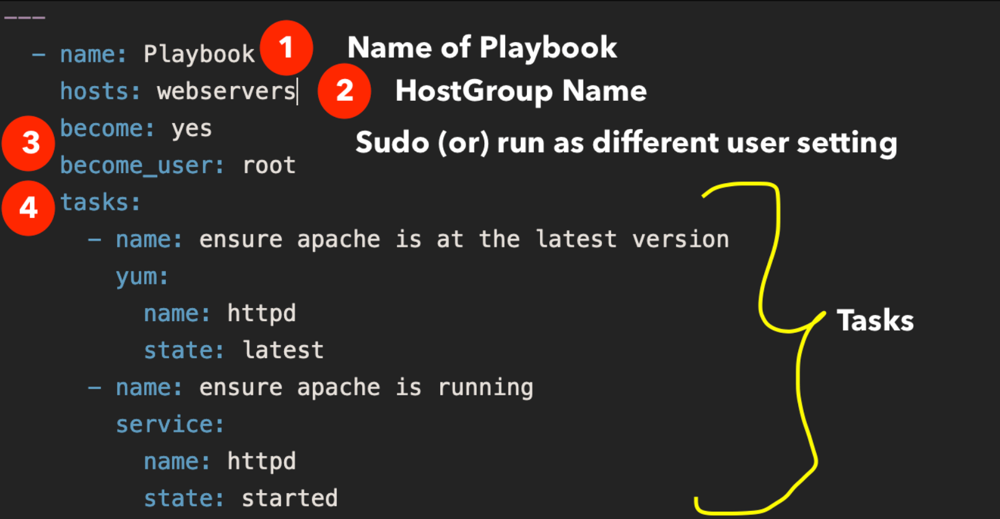 ---
- name: Playbook 1 Name of Playbook
hosts: webservers 2 HostGroup Name
become: yes
3 Sudo (or) run as different user setting
become_user: root
4 tasks:
- name: ensure apache is at the latest version
yum:
name: httpd
Tasks
state: latest
- name: ensure apache is running
service:
name: httpd
state: started